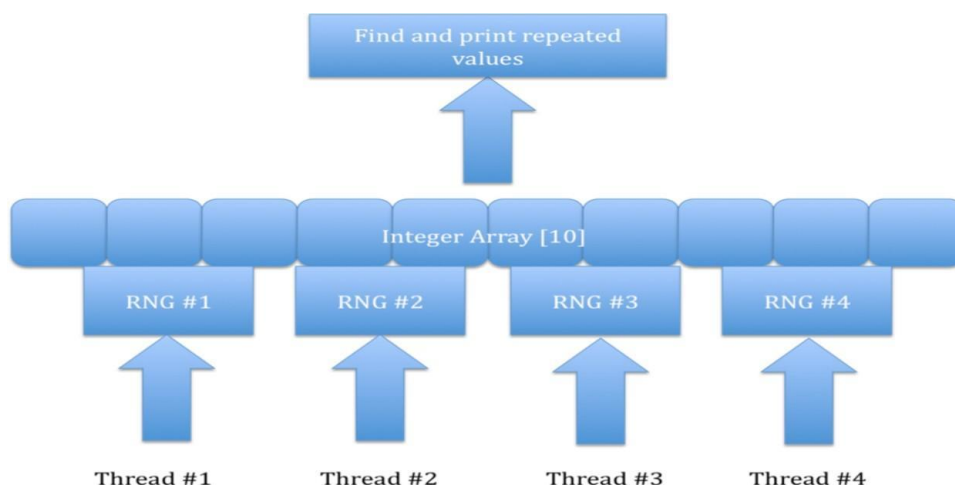 Find and print repeated
values
Integer Array [10]
RNG #1
RNG #2
RNG #3
RNG #4
Thread #1
Thread #2
Thread #3
Thread #4